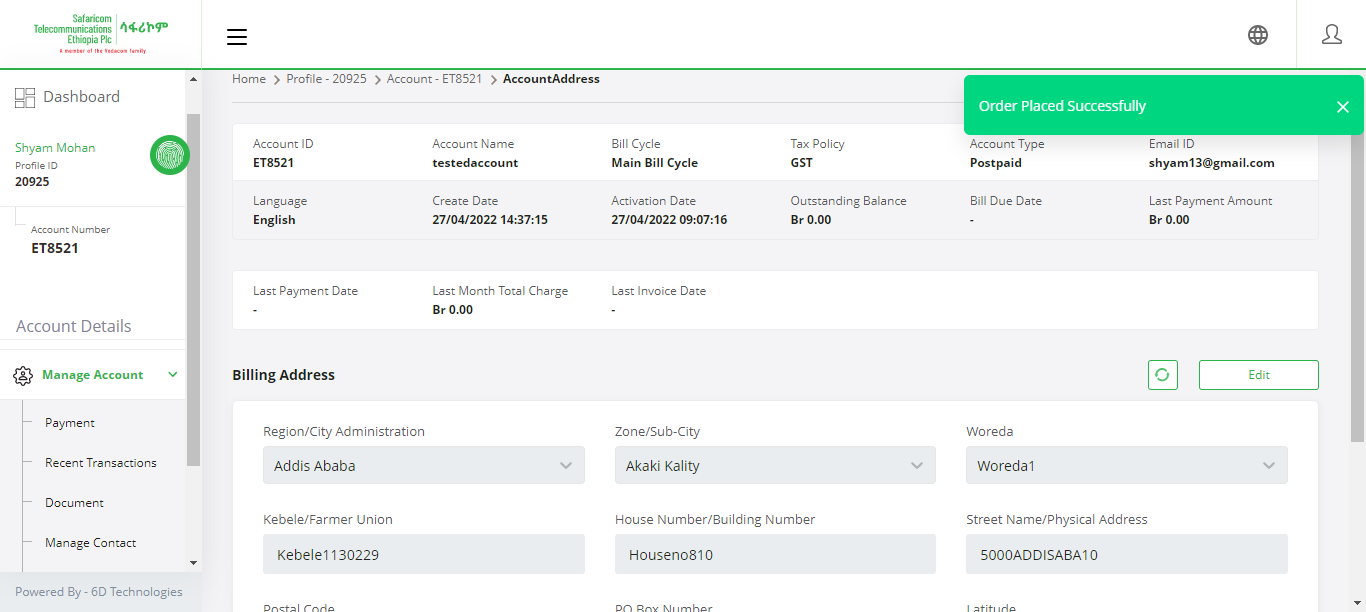 Safaricom
Telecommunications
Ethiopia Plc
ሳፋሪኮም
A member of the Vodacom family
Dashboard
Shyam Mohan
Profile ID
20925
Account Number
ET8521
Account Details
Manage Account
Payment
Recent Transactions
Document
Manage Contact
Powered By - 6D Technologies
Home > Profile - 20925 > Account - ET8521 > AccountAddress
Order Placed Successfully
Account ID Account Name Bill Cycle Tax Policy Account Type Email ID
ET8521 testedaccount Main Bill Cycle GST Postpaid shyam13@gmail.com
Language Create Date Activation Date Outstanding Balance Bill Due Date Last Payment Amount
English 27/04/2022 14:37:15 27/04/2022 09:07:16 Br 0.00 - Br 0.00
Last Payment Date Last Month Total Charge Last Invoice Date
- Br 0.00 -
Billing Address Edit
Region/City Administration Zone/Sub-City Woreda
Addis Ababa Akaki Kality Woreda1
Kebele/Farmer Union House Number/Building Number Street Name/Physical Address
Kebele1130229 Houseno810 5000ADDISABA10
Postal Code PO Box Number Latitude